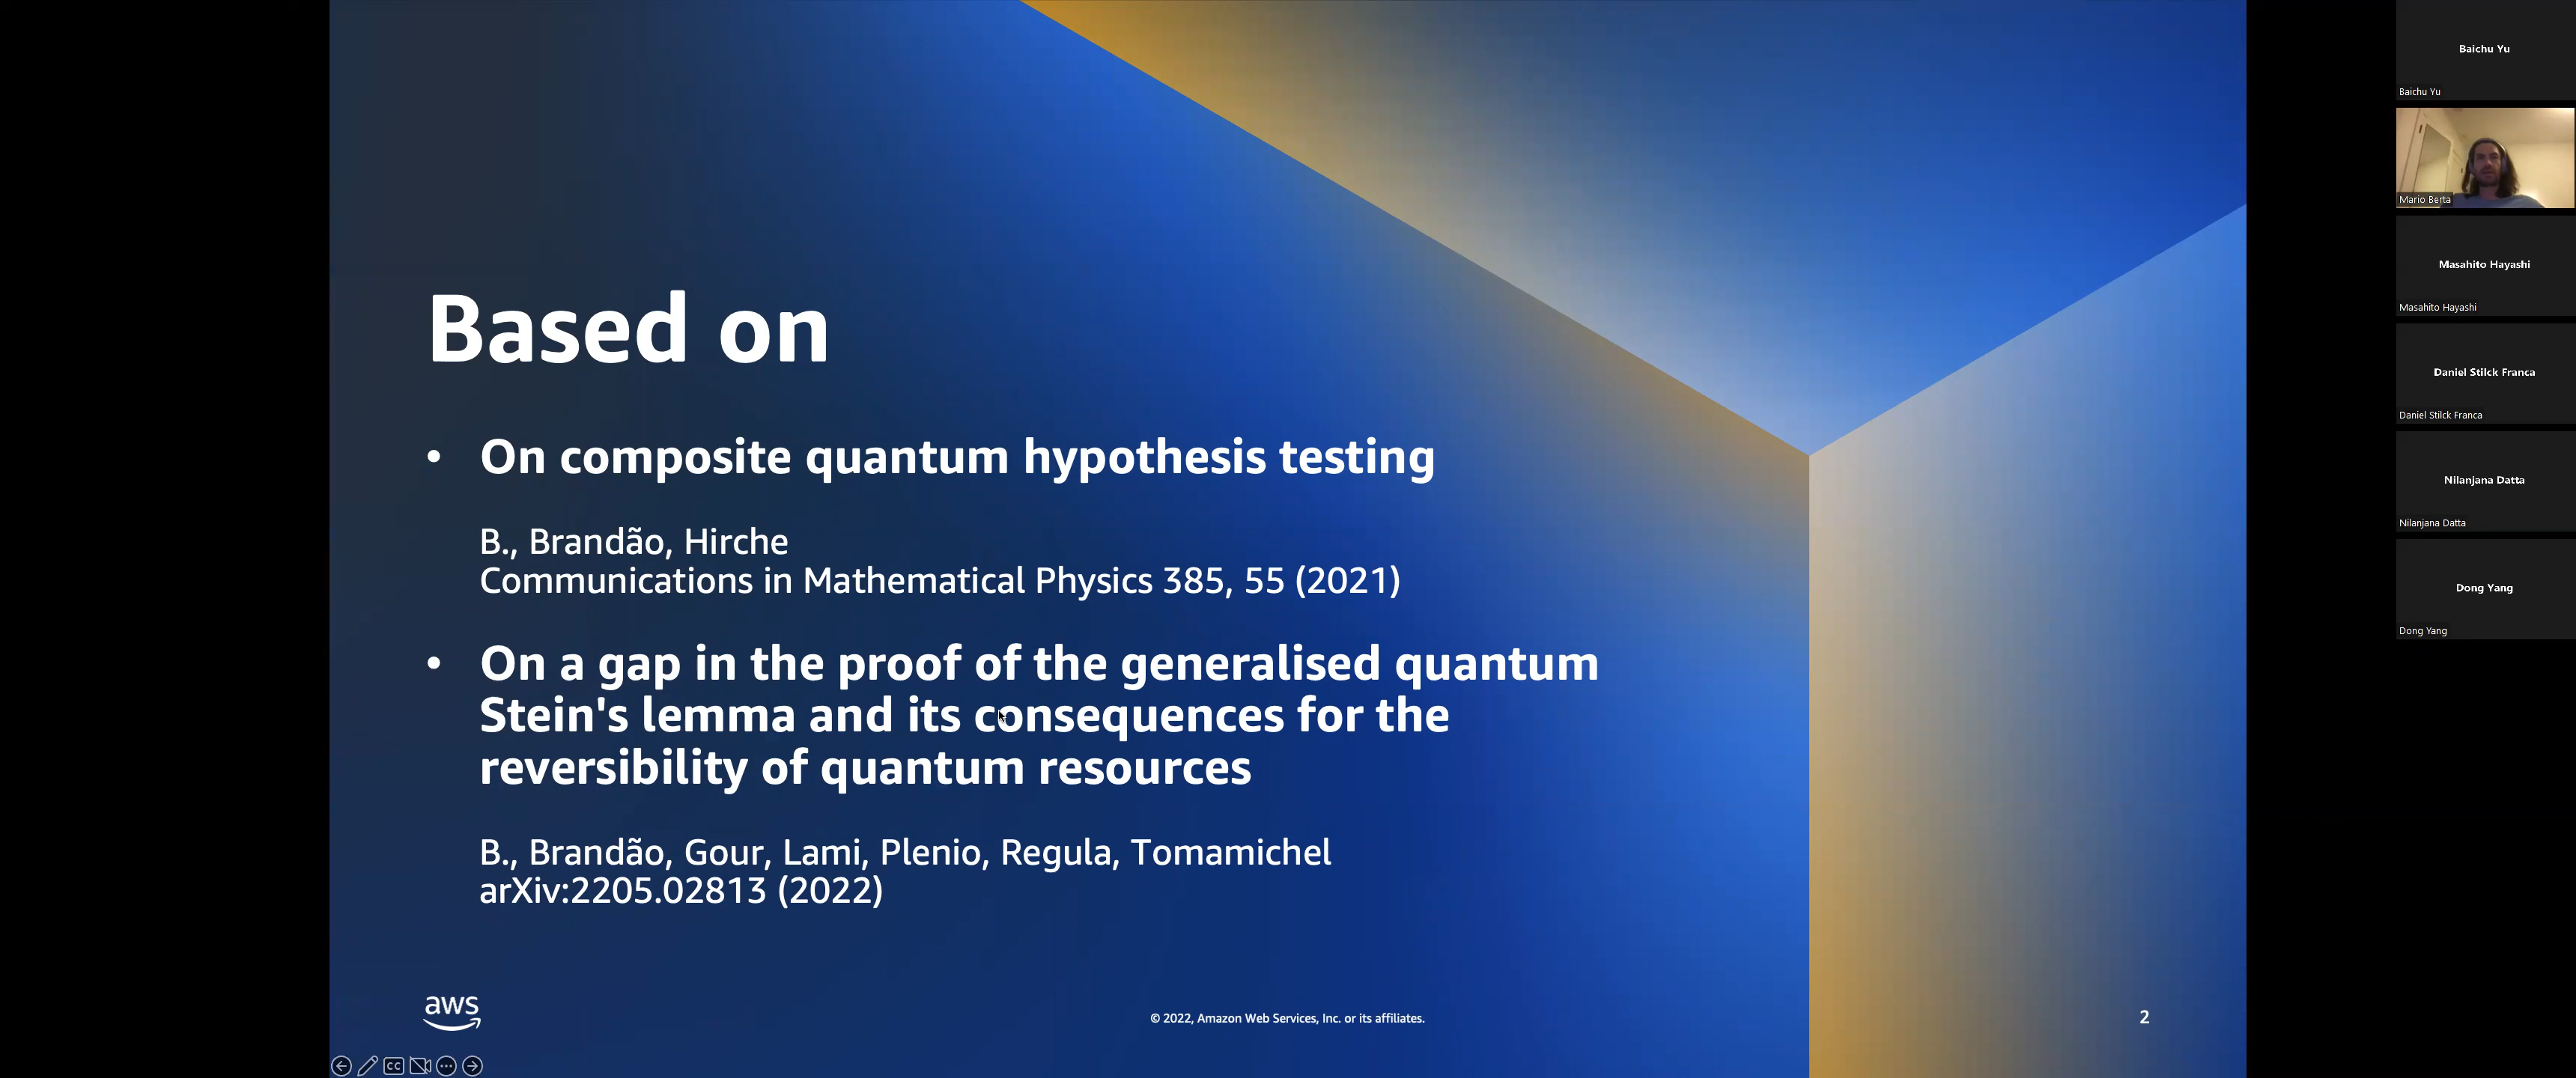 Based on
• On composite quantum hypothesis testing
B., Brandão, Hirche
Communications in Mathematical Physics 385, 55 (2021)
• On a gap in the proof of the generalised quantum
Stein's lemma and its consequences for the
reversibility of quantum resources
B., Brandão, Gour, Lami, Plenio, Regula, Tomamichel
arXiv:2205.02813 (2022)
aws
© 2022, Amazon Web Services, Inc. or its affiliates.
2
CC
Baichu Yu
Baichu Yu
Mario Berta
Masahito Hayashi
Masahito Hayashi
Daniel Stilck Franca
Daniel Stilck Franca
Nilanjana Datta
Nilanjana Datta
Dong Yang
Dong Yang